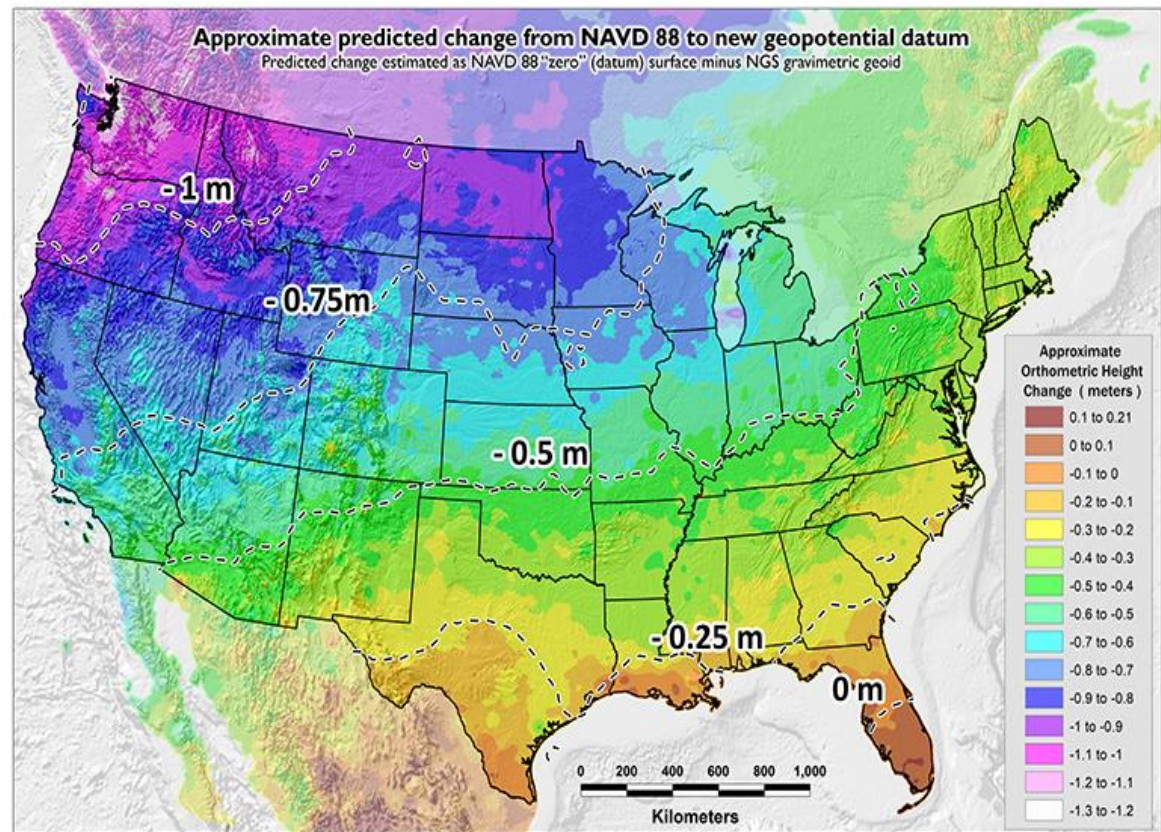 Approximate predicted change from NAVD 88 to new geopotential datum
Predicted change estimated as NAVD 88 "zero" (datum) surface minus NGS gravimetric geoid
- 1 m
- 0.75m
- 0.5 m
- 0.25 m
0 m
Approximate
Orthometric Height
Change ( meters )
0.1 to 0.21
0 to 0.1
-0.1 to 0
-0.2 to -0.1
-0.3 to -0.2
-0.4 to -0.3
-0.5 to -0.4
-0.6 to -0.5
-0.7 to -0.6
-0.8 to -0.7
-0.9 to -0.8
-1 to -0.9
-1.1 to -1
-1.2 to -1.1
-1.3 to -1.2
0 200 400 600 800 1,000
Kilometers